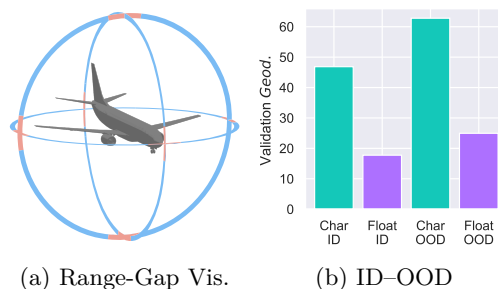 60
50
40
30
20
10
0
Validation Geod.
Char
ID
Float
ID
Char
OOD
Float
OOD
(a) Range-Gap Vis.
(b) ID–OOD